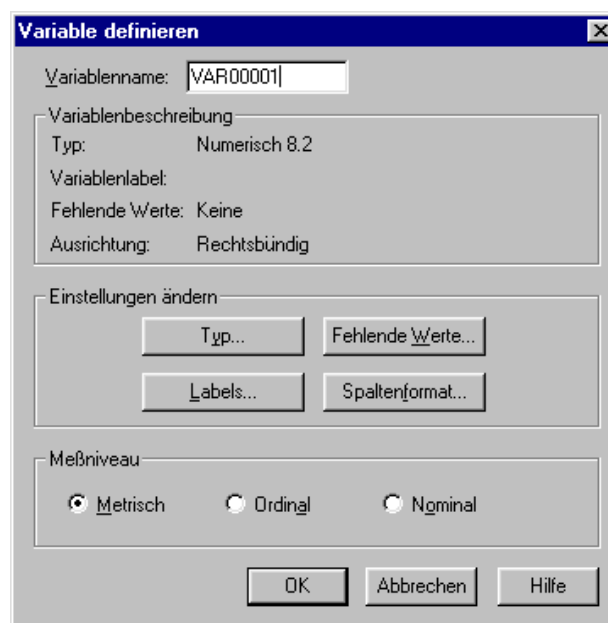 Variable definieren
Variablenname: VAR00001
Variablenbeschreibung
Typ: Numerisch 8.2
Variablenlabel:
Fehlende Werte: Keine
Ausrichtung: Rechtsbündig
Einstellungen ändern
Typ... Fehlende Werte...
Labels... Spaltenformat...
Meßniveau
Metrisch Ordinal Nominal
OK Abbrechen Hilfe